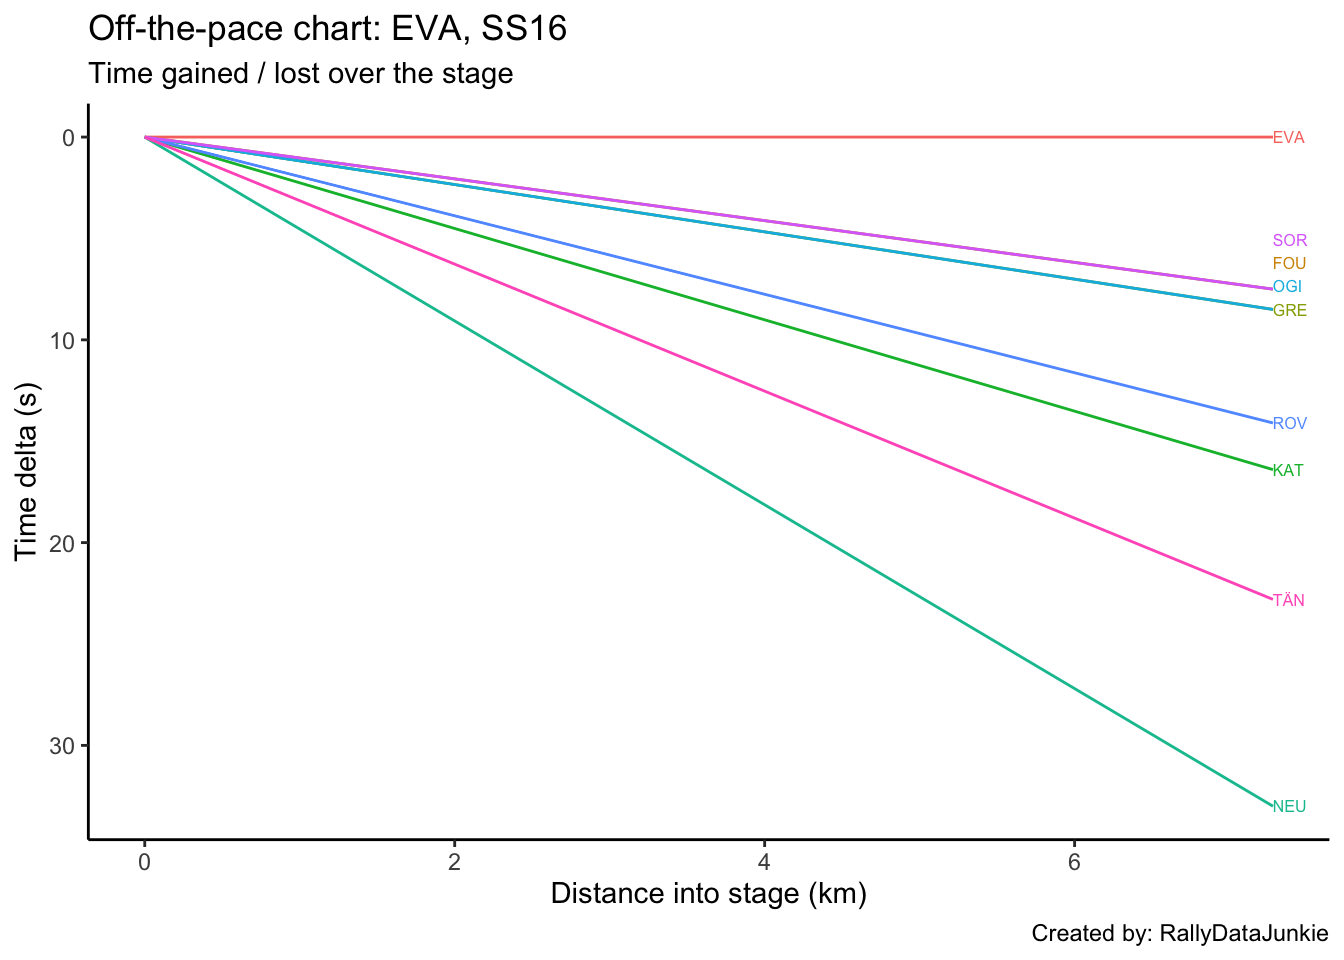 Off-the-pace chart: EVA, SS16
Time gained / lost over the stage
Time delta (s)
0
10
20
30
EVA
SOR
FOU
OGI
GRE
ROV
KAT
TÄN
NEU
0 2 4 6
Distance into stage (km)
Created by: RallyDataJunkie